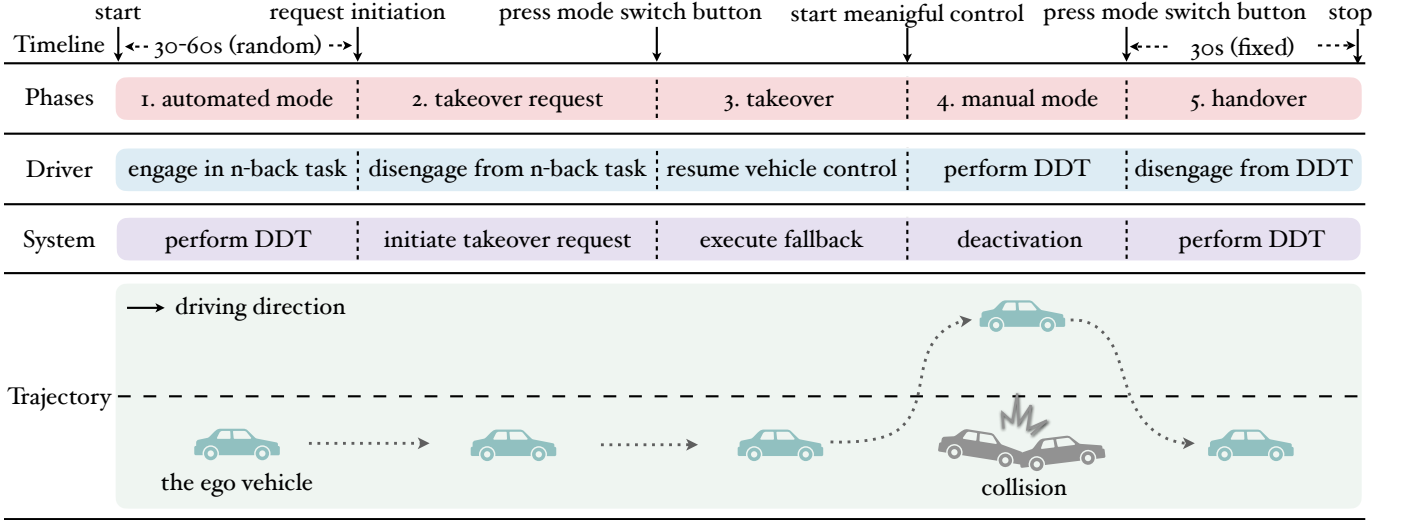 start request initiation press mode switch button start meanigful control press mode switch button stop
Timeline 30-60s (random) 30s (fixed)
Phases 1. automated mode 2. takeover request 3. takeover 4. manual mode 5. handover
Driver engage in n-back task disengage from n-back task resume vehicle control perform DDT disengage from DDT
System perform DDT initiate takeover request execute fallback deactivation perform DDT
driving direction
Trajectory
the ego vehicle
collision